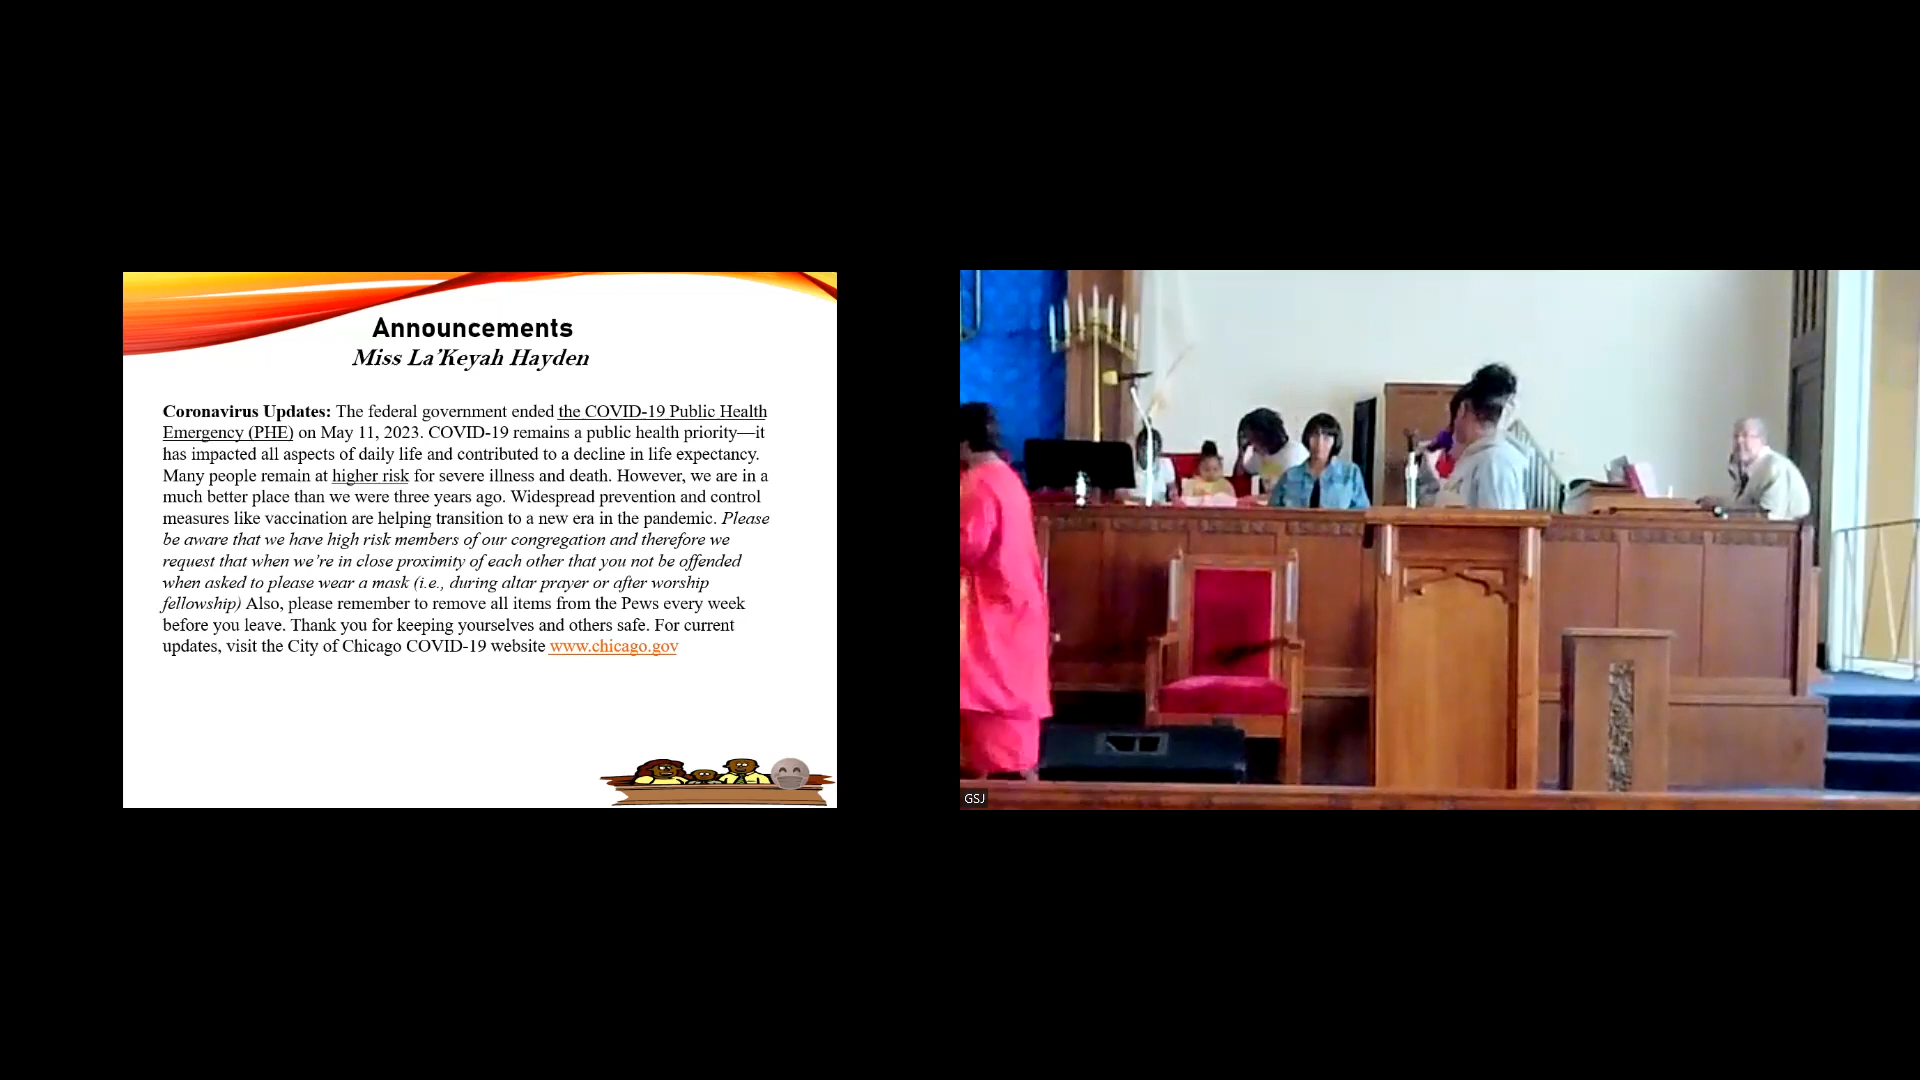 Announcements
Miss La’Keyah Hayden
Coronavirus Updates: The federal government ended the COVID-19 Public Health
Emergency (PHE) on May 11, 2023. COVID-19 remains a public health priority—it
has impacted all aspects of daily life and contributed to a decline in life expectancy.
Many people remain at higher risk for severe illness and death. However, we are in a
much better place than we were three years ago. Widespread prevention and control
measures like vaccination are helping transition to a new era in the pandemic. Please
be aware that we have high risk members of our congregation and therefore we
request that when we’re in close proximity of each other that you not be offended
when asked to please wear a mask (i.e., during altar prayer or after worship
fellowship) Also, please remember to remove all items from the Pews every week
before you leave. Thank you for keeping yourselves and others safe. For current
updates, visit the City of Chicago COVID-19 website www.chicago.gov
GSJ